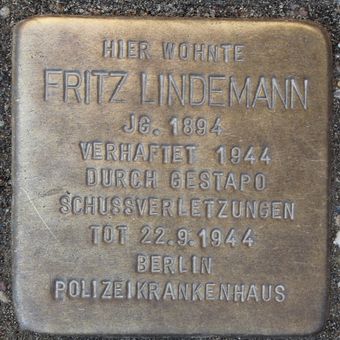 HIER WOHNTE
FRITZ LINDEMANN
JG. 1894
VERHAFTET 1944
DURCH GESTAPO
SCHUSSVERLETZUNGEN
TOT 22.9.1944
BERLIN
POLIZEIKRANKENHAUS